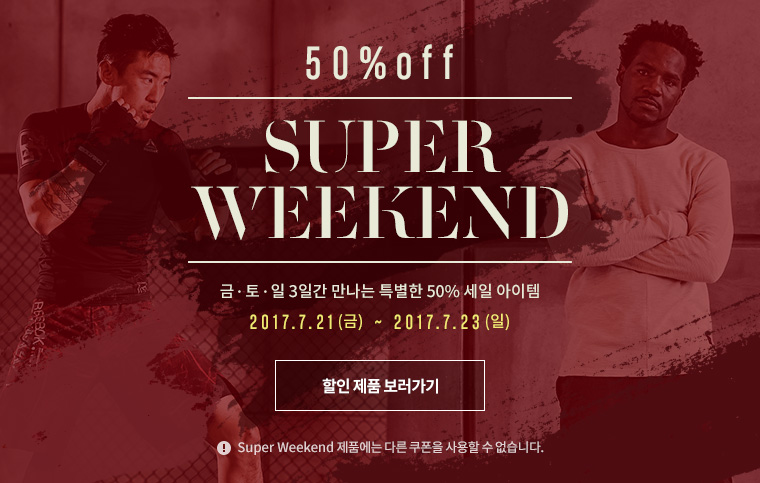 50%off
SUPER
WEEKEND
금·토·일 3일간 만나는 특별한 50% 세일 아이템
2017.7.21(금) ~ 2017.7.23(일)
할인 제품 보러가기
! Super Weekend 제품에는 다른 쿠폰을 사용할 수 없습니다.
REEBOK